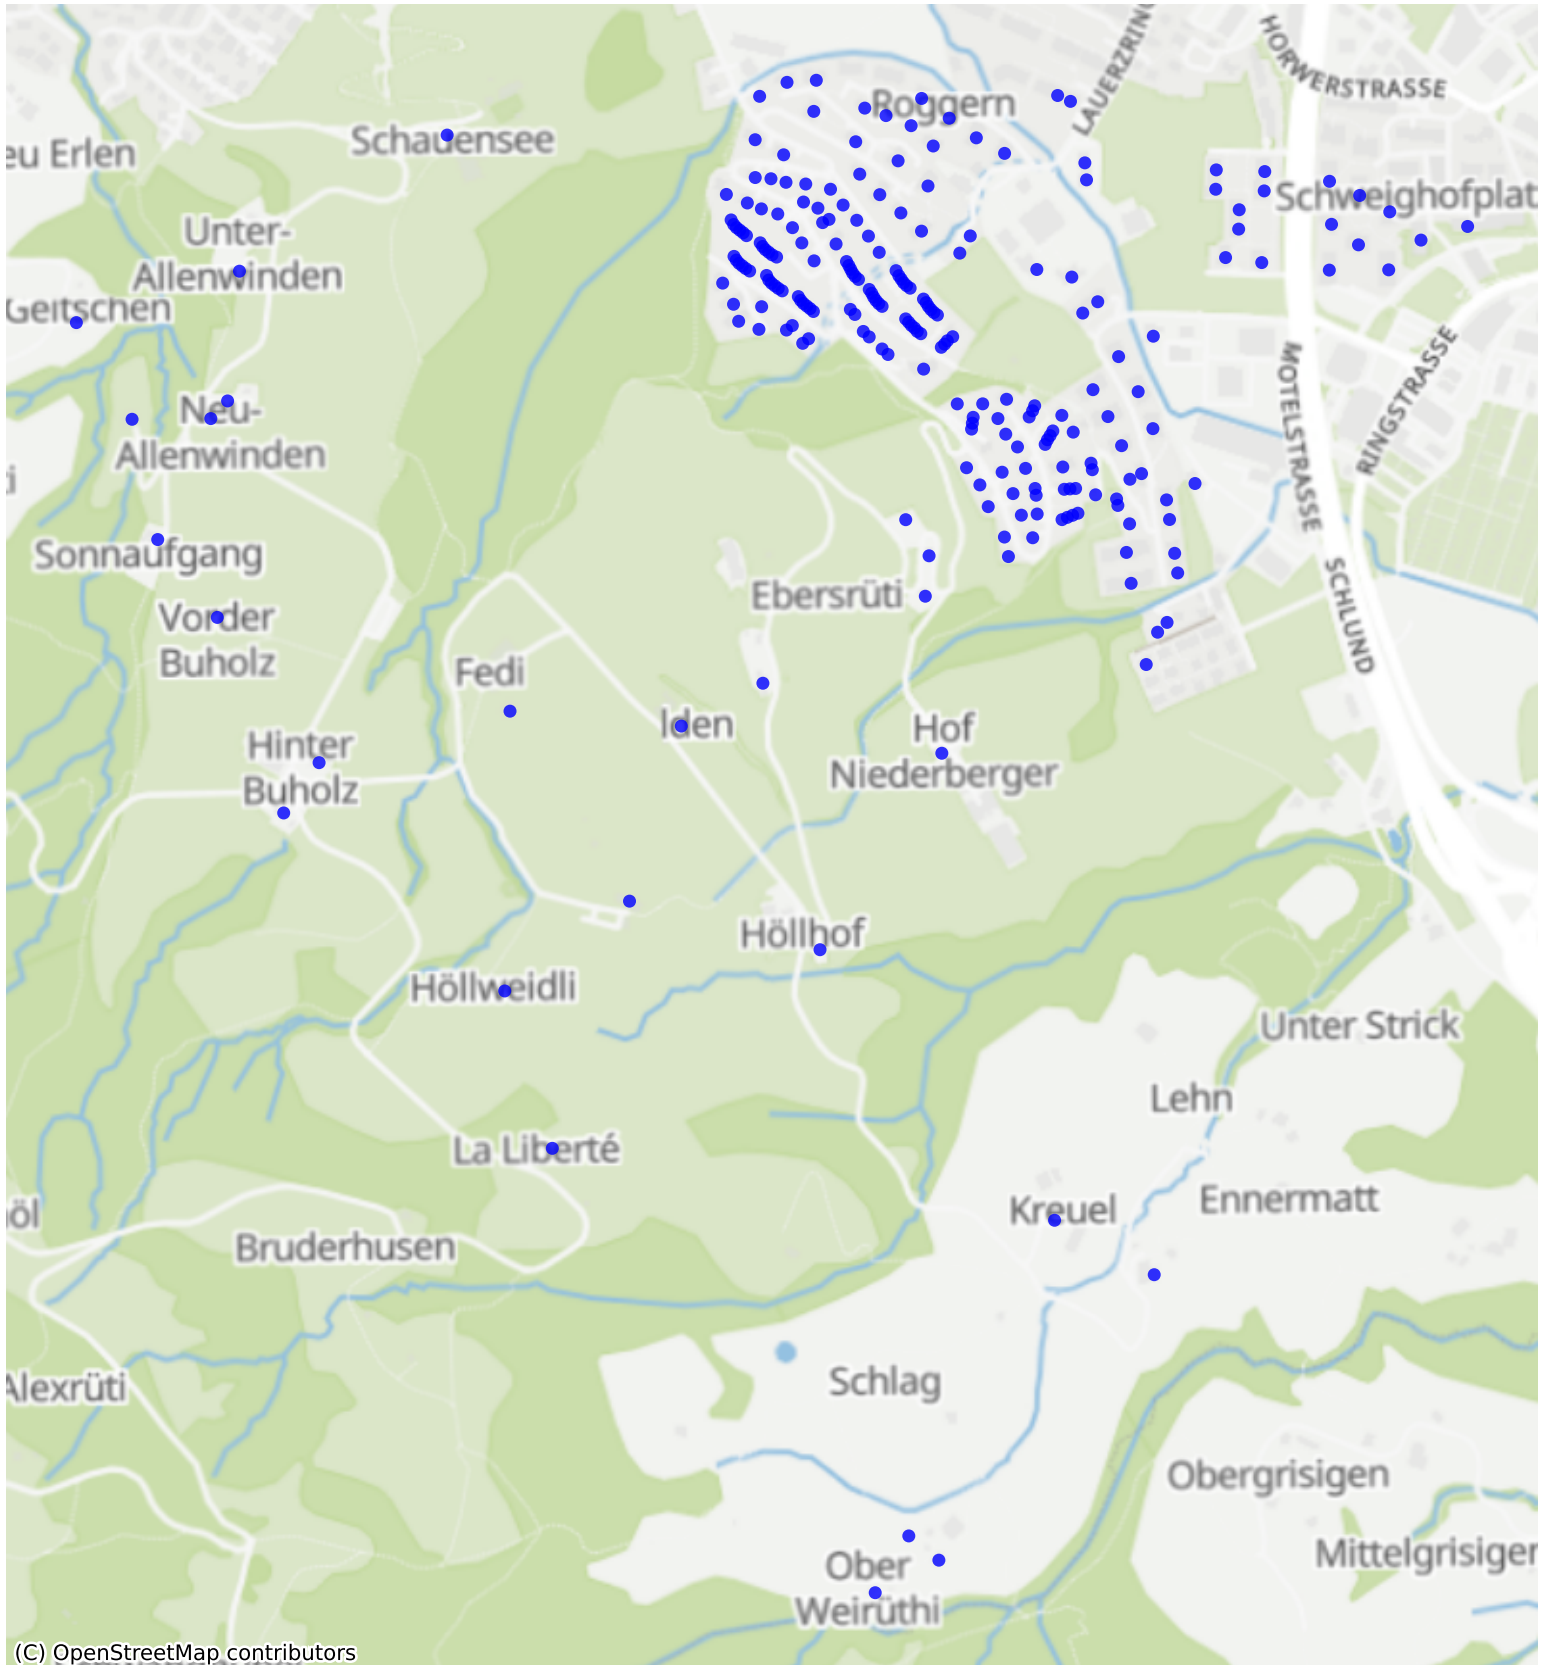 HORWERSTRASSE
LAUERZRING
Roggern
Schauensee
eu Erlen
Schweighofplat
Unter-
Allenwinden
Geitschen
MOTELSTRASSE
RINGSTRASSE
Neu-
Allenwinden
Sonnaufgang
Ebersrüti
SCHLUND
Vorder
Buholz
Fedi
Iden
Hof
Niederberger
Hinter
Buholz
Höllhof
Höllweidli
Unter Strick
Lehn
La Liberté
Kreuel
Ennermatt
öl
Bruderhusen
Schlag
Alexrüti
Obergrisigen
Mittelgrisigen
Ober
Weirüthi
(C) OpenStreetMap contributors